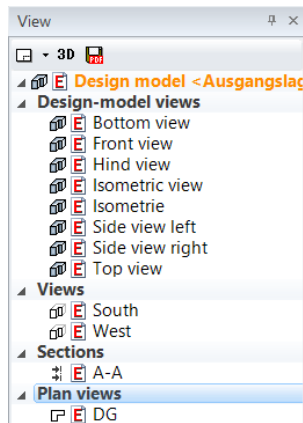 View
3D PDF
E Design model <Ausgangslag
Design-model views
E Bottom view
E Front view
E Hind view
E Isometric view
E Isometrie
E Side view left
E Side view right
E Top view
Views
E South
E West
Sections
E A-A
Plan views
E DG